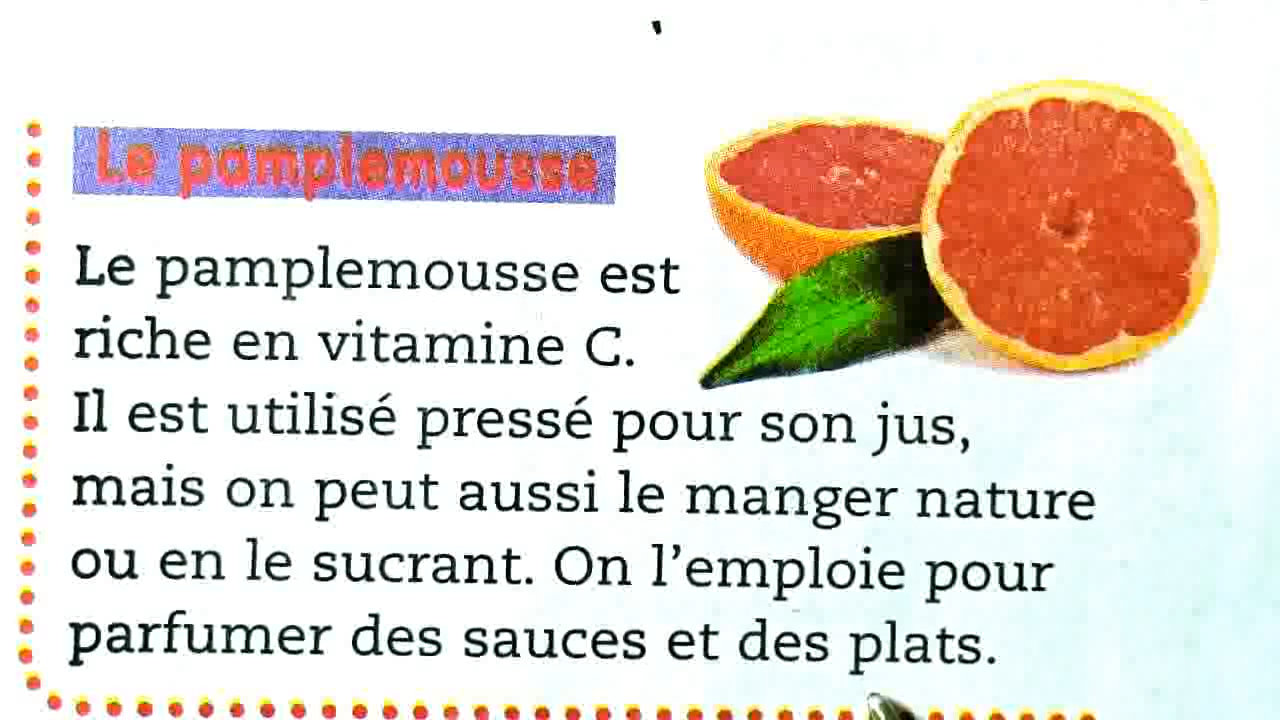 Le pamplemousse
Le pamplemousse est
riche en vitamine C.
Il est utilisé pressé pour son jus,
mais on peut aussi le manger nature
ou en le sucrant. On l’emploie pour
parfumer des sauces et des plats.